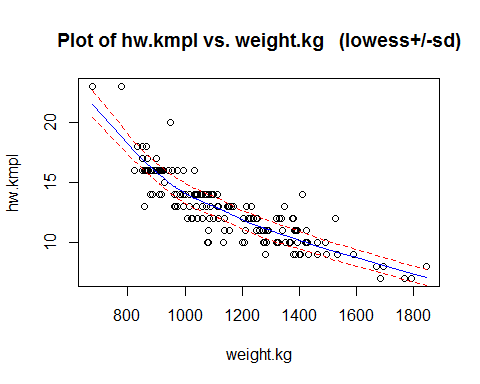 Plot of hw.kmpl vs. weight.kg (lowess+/-sd)
20
15
10
hw.kmpl
800 1000 1200 1400 1600 1800
weight.kg